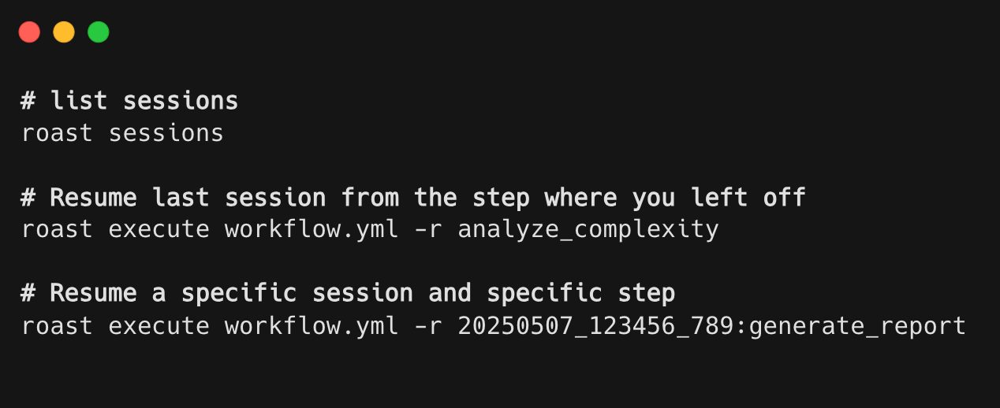 # list sessions
roast sessions
# Resume last session from the step where you left off
roast execute workflow.yml -r analyze_complexity
# Resume a specific session and specific step
roast execute workflow.yml -r 20250507_123456_789:generate_report